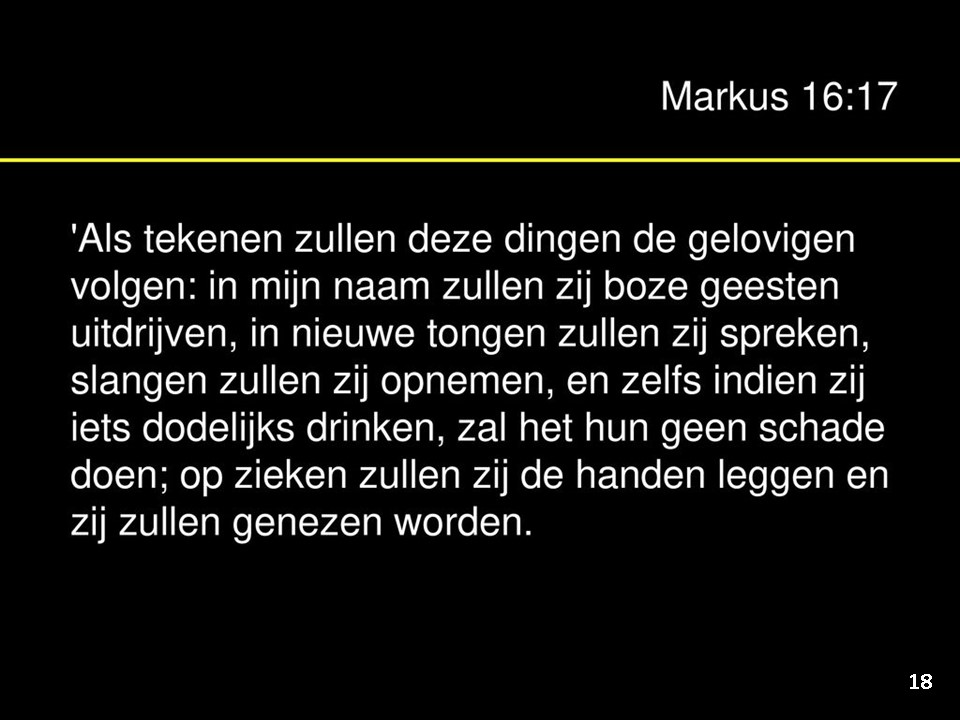 Markus 16:17
'Als tekenen zullen deze dingen de gelovigen
volgen: in mijn naam zullen zij boze geesten
uitdrijven, in nieuwe tongen zullen zij spreken,
slangen zullen zij opnemen, en zelfs indien zij
iets dodelijks drinken, zal het hun geen schade
doen; op zieken zullen zij de handen leggen en
zij zullen genezen worden.
18